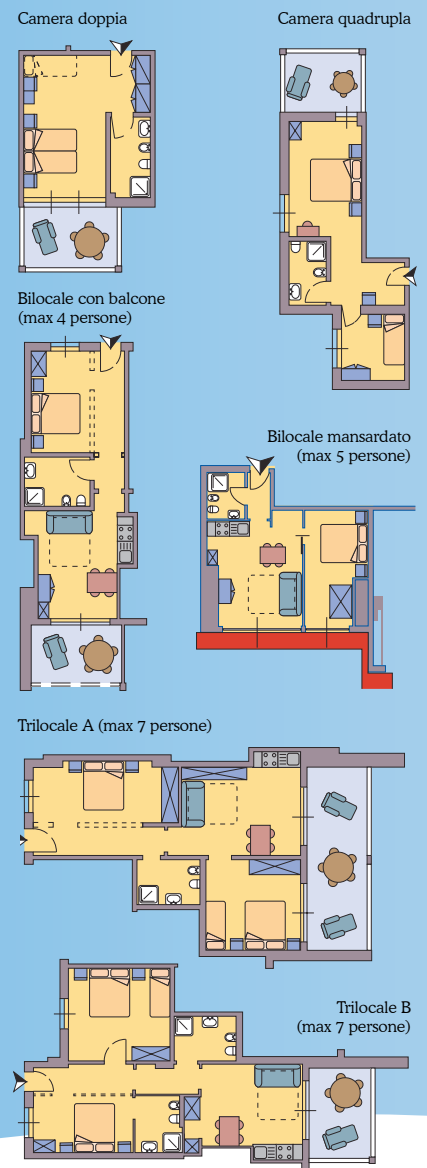 Camera doppia
Camera quadrupla
Bilocale con balcone
(max 4 persone)
Bilocale mansardato
(max 5 persone)
Trilocale A (max 7 persone)
Trilocale B
(max 7 persone)